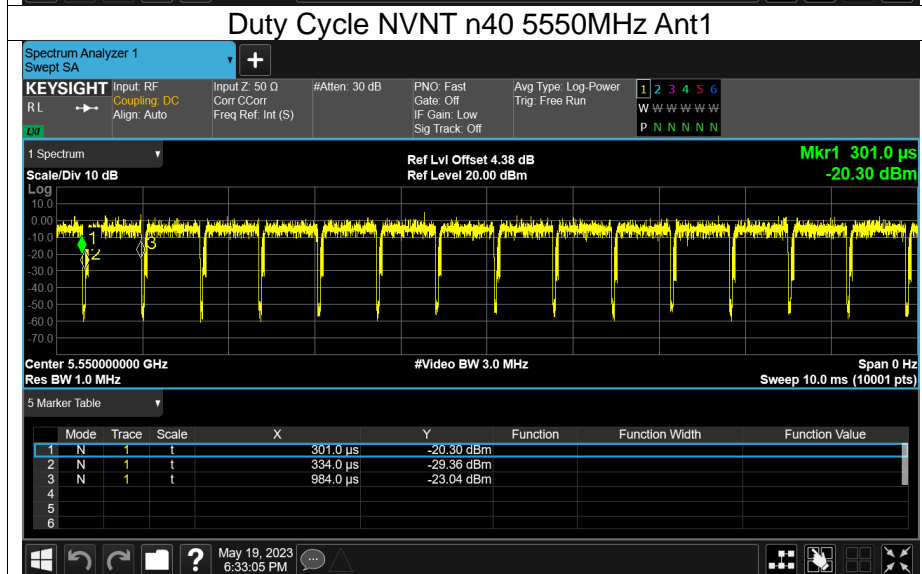 Duty Cycle NVNT n40 5550MHz Ant1
Spectrum Analyzer 1
Swept SA
+
KEYSIGHT Input: RF Input Z: 50 Ω #Atten: 30 dB PNO: Fast Avg Type: Log-Power 1 2 3 4 5 6
R L Coupling: DC Corr CCorr Gate: Off Trig: Free Run W W W W W W
Align: Auto Freq Ref: Int (S) IF Gain: Low
LXI Sig Track: Off P N N N N N
1 Spectrum Ref Lvl Offset 4.38 dB Mkr1 301.0 µs
Scale/Div 10 dB Ref Level 20.00 dBm -20.30 dBm
Log
10.0
0.00
-10.0 1 3
-20.0 2
-30.0
-40.0
-50.0
-60.0
-70.0
Center 5.550000000 GHz #Video BW 3.0 MHz Span 0 Hz
Res BW 1.0 MHz Sweep 10.0 ms (10001 pts)
5 Marker Table
Mode Trace Scale X Y Function Function Width Function Value
1 N 1 t 301.0 µs -20.30 dBm
2 N 1 t 334.0 µs -29.36 dBm
3 N 1 t 984.0 µs -23.04 dBm
4
5
6
? May 19, 2023
6:33:05 PM